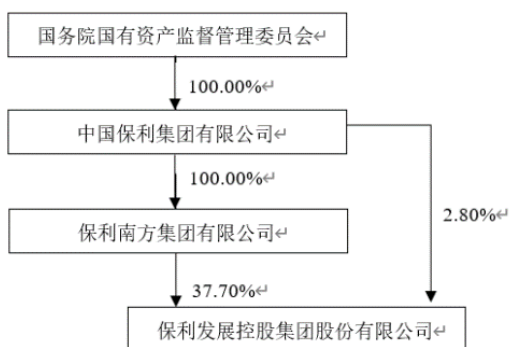 国务院国有资产监督管理委员会↵
100.00%↵
中国保利集团有限公司↵
100.00%↵
2.80%↵
保利南方集团有限公司↵
37.70%↵
保利发展控股集团股份有限公司↵